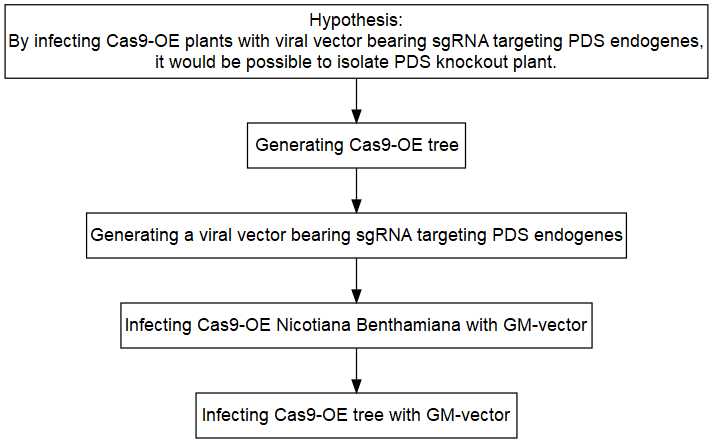 Hypothesis:
By infecting Cas9-OE plants with viral vector bearing sgRNA targeting PDS endogenes,
it would be possible to isolate PDS knockout plant.
Generating Cas9-OE tree
Generating a viral vector bearing sgRNA targeting PDS endogenes
Infecting Cas9-OE Nicotiana Benthamiana with GM-vector
Infecting Cas9-OE tree with GM-vector